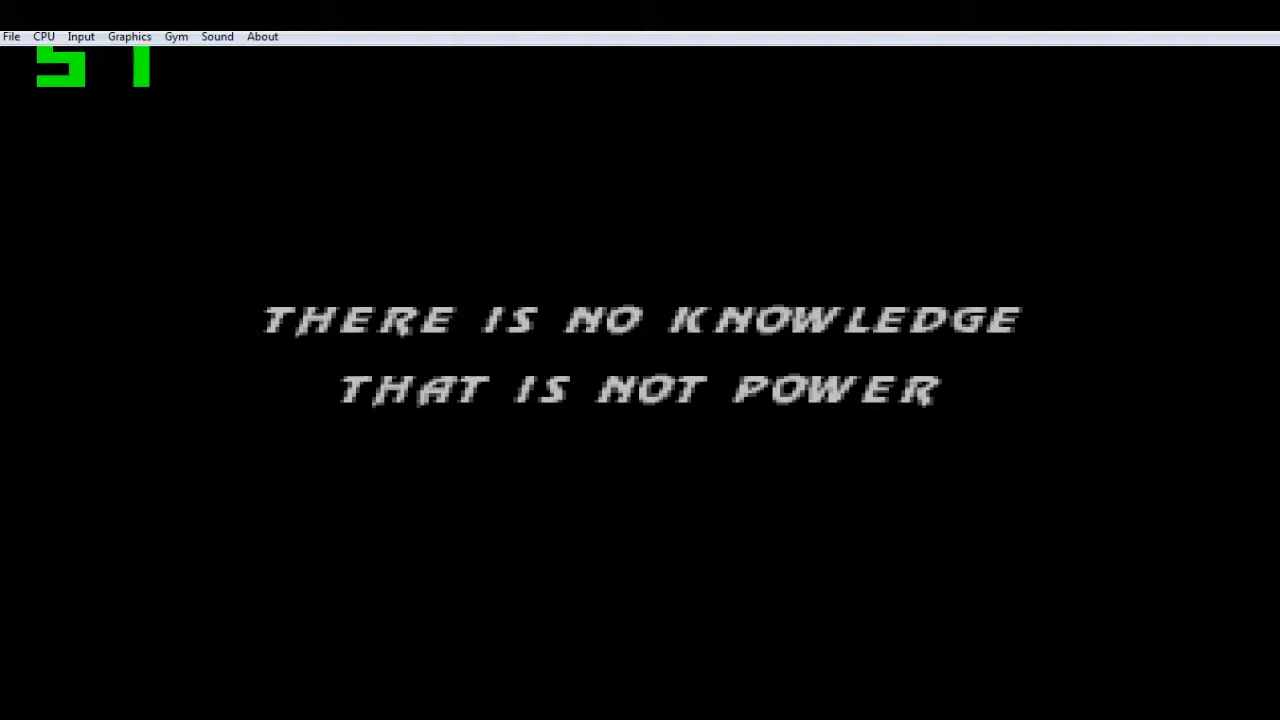 File CPU Input Graphics Gym Sound About
THERE IS NO KNOWLEDGE
THAT IS NOT POWER